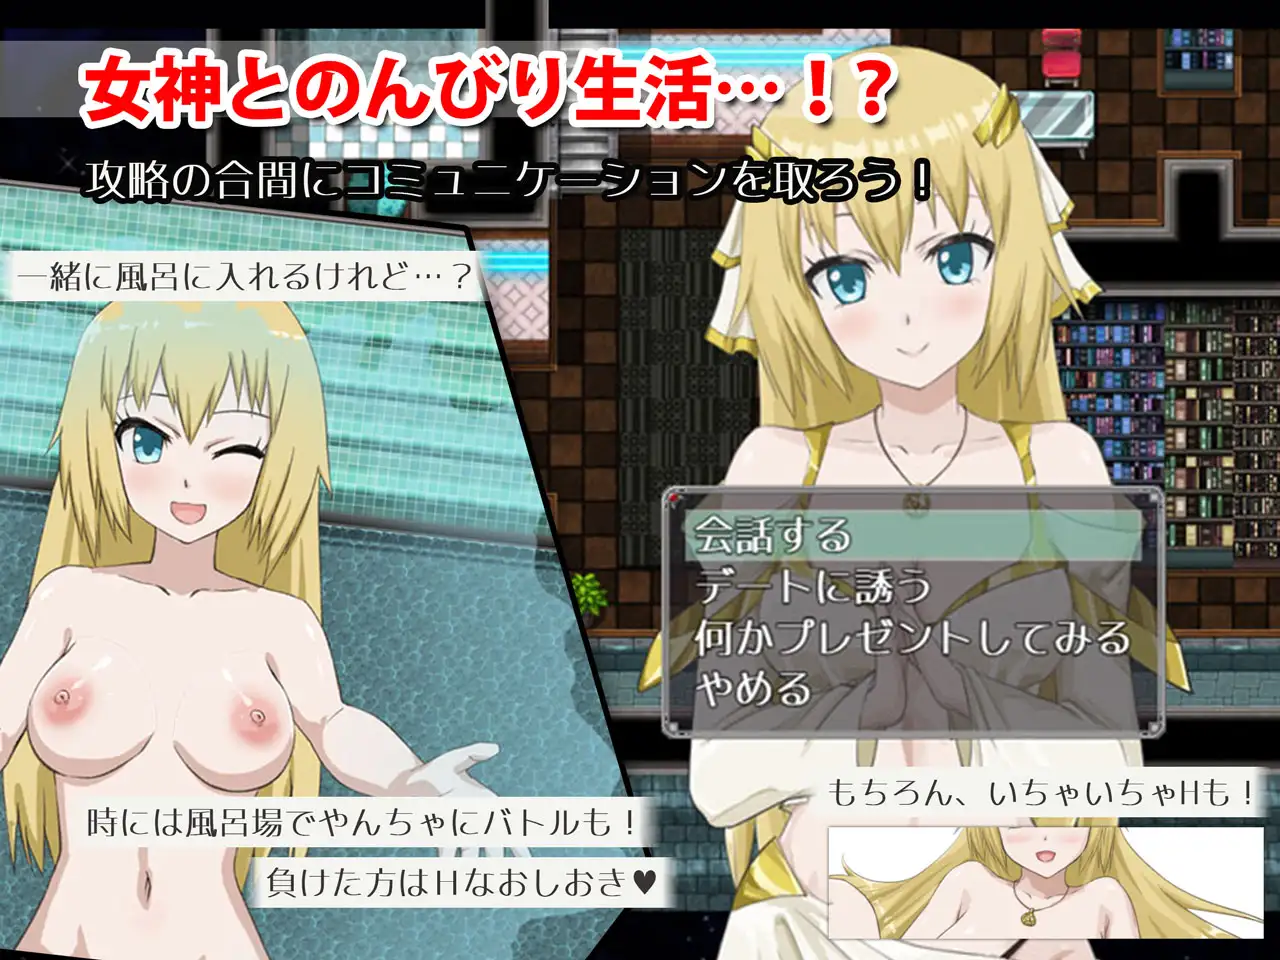 女神とのんびり生活…！？
攻略の合間にコミュニケーションを取ろう！
一緒に風呂に入れるけれど…？
会話する
デートに誘う
何かプレゼントしてみる
やめる
もちろん、いちゃいちゃHも！
時には風呂場でやんちゃにバトルも！
負けた方はHなおしおき♥